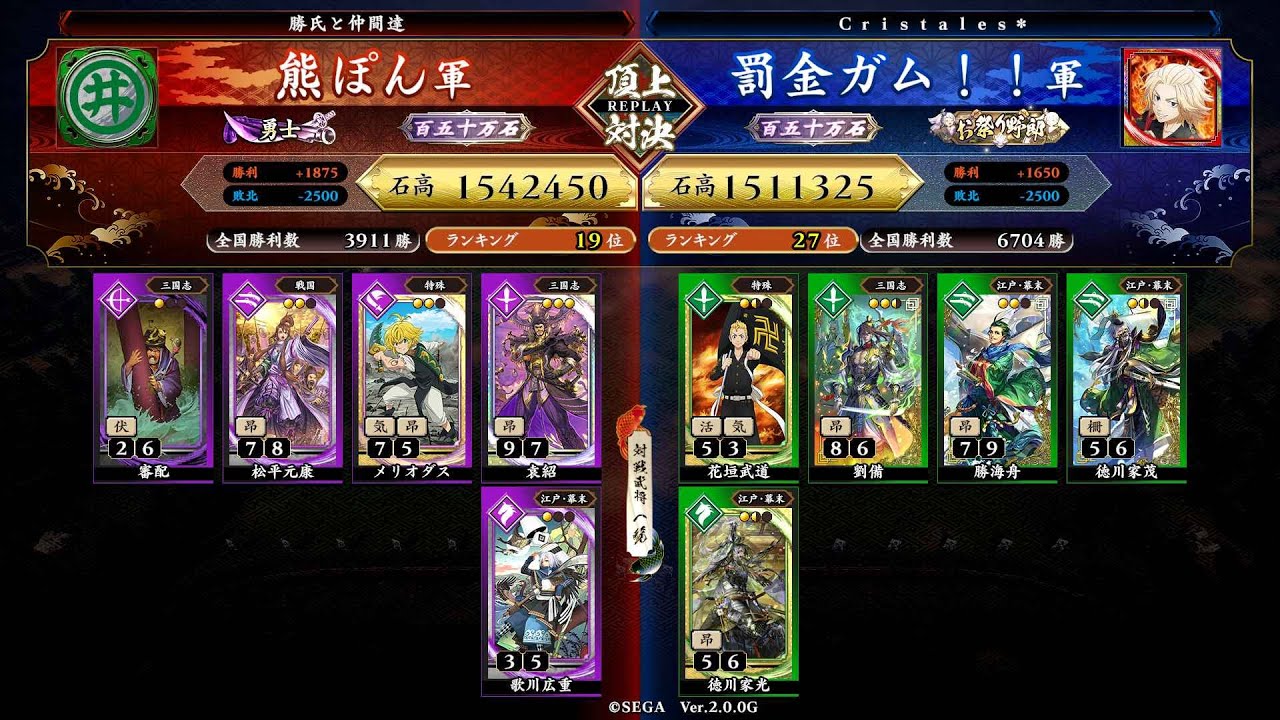 勝氏と仲間達
Cristales*
熊ぽん軍
頂上
REPLAY
対決
罰金ガム!!軍
勇士
百五十万石
百五十万石
お祭り野郎
井
勝利 +1875
敗北 -2500
石高 1542450
石高 1511325
勝利 +1650
敗北 -2500
全国勝利数 3911勝
ランキング 19位
ランキング 27位
全国勝利数 6704勝
三国志
戦国
特殊
三国志
特殊
三国志
江戸・幕末
江戸・幕末
伏
昂
気 昂
昂
活 気
昂
昂
柵
2 6
7 8
7 5
9 7
5 3
8 6
7 9
5 6
審配
松平元康
メリオダス
袁紹
花垣武道
劉備
勝海舟
徳川家茂
対戦武将一覧
江戸・幕末
江戸・幕末
昂
3 5
5 6
歌川広重
徳川家光
©SEGA Ver.2.0.0G